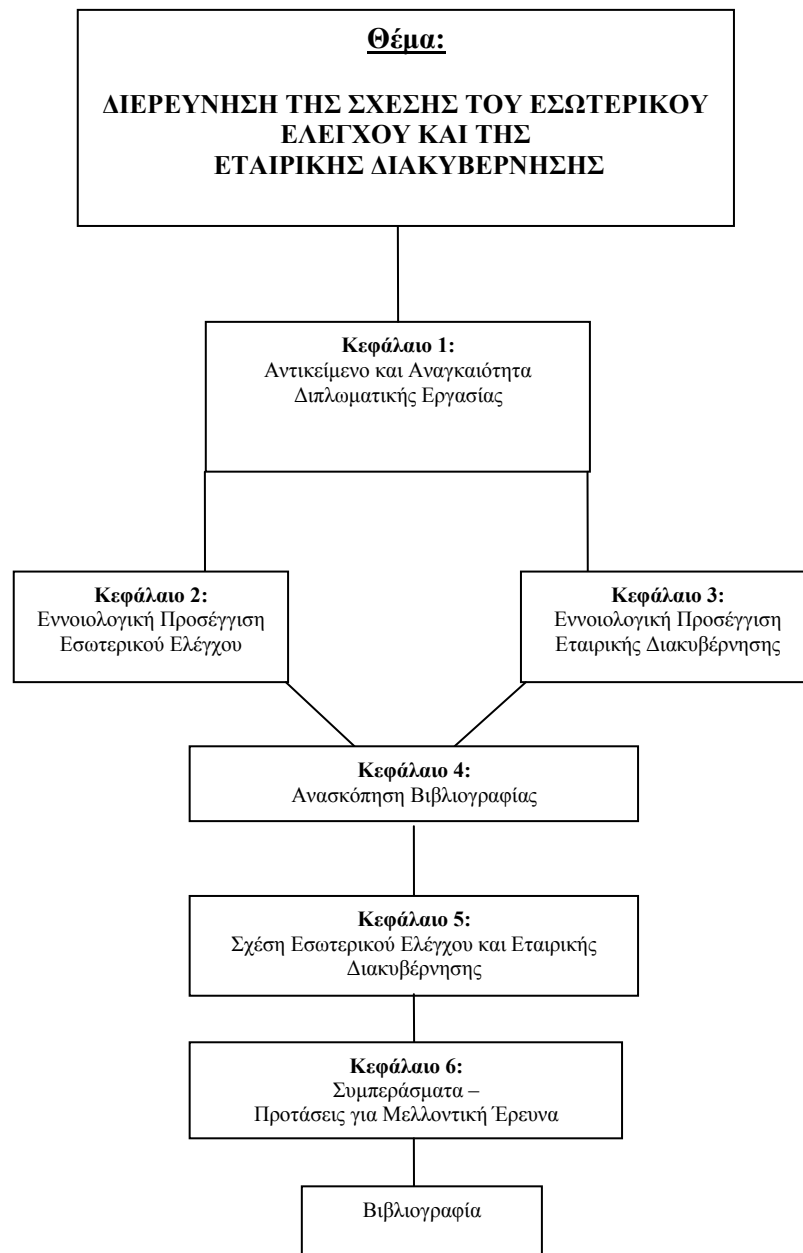 Θέμα:
ΔΙΕΡΕΥΝΗΣΗ ΤΗΣ ΣΧΕΣΗΣ ΤΟΥ ΕΣΩΤΕΡΙΚΟΥ
ΕΛΕΓΧΟΥ ΚΑΙ ΤΗΣ
ΕΤΑΙΡΙΚΗΣ ΔΙΑΚΥΒΕΡΝΗΣΗΣ
Κεφάλαιο 1:
Αντικείμενο και Αναγκαιότητα
Διπλωματικής Εργασίας
Κεφάλαιο 2:
Εννοιολογική Προσέγγιση
Εσωτερικού Ελέγχου
Κεφάλαιο 3:
Εννοιολογική Προσέγγιση
Εταιρικής Διακυβέρνησης
Κεφάλαιο 4:
Ανασκόπηση Βιβλιογραφίας
Κεφάλαιο 5:
Σχέση Εσωτερικού Ελέγχου και Εταιρικής
Διακυβέρνησης
Κεφάλαιο 6:
Συμπεράσματα –
Προτάσεις για Μελλοντική Έρευνα
Βιβλιογραφία